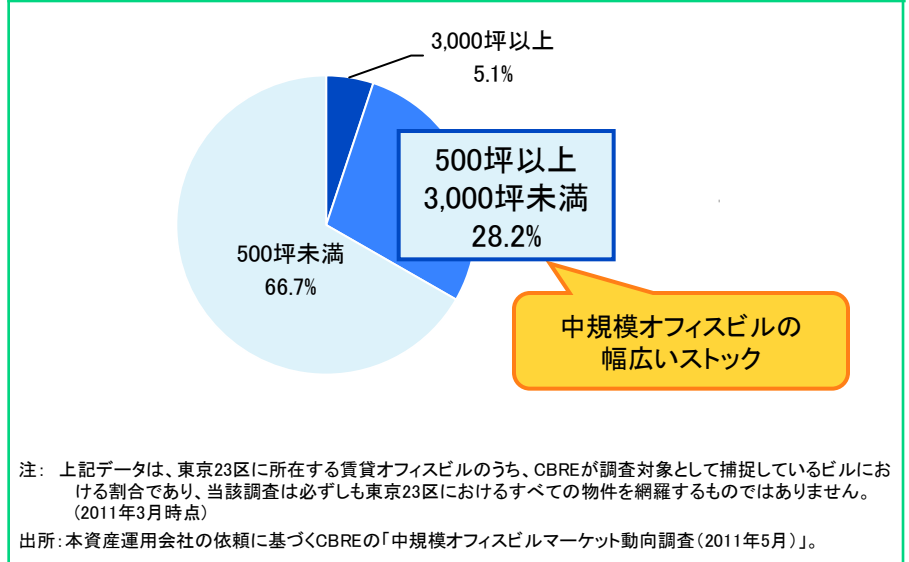 3,000坪以上
5.1%
500坪以上
3,000坪未満
28.2%
500坪未満
66.7%
中規模オフィスビルの
幅広いストック
注： 上記データは、東京23区に所在する賃貸オフィスビルのうち、CBREが調査対象として捕捉しているビルにお
ける割合であり、当該調査は必ずしも東京23区におけるすべての物件を網羅するものではありません。
（2011年3月時点）
出所：本資産運用会社の依頼に基づくCBREの「中規模オフィスビルマーケット動向調査（2011年5月）」。